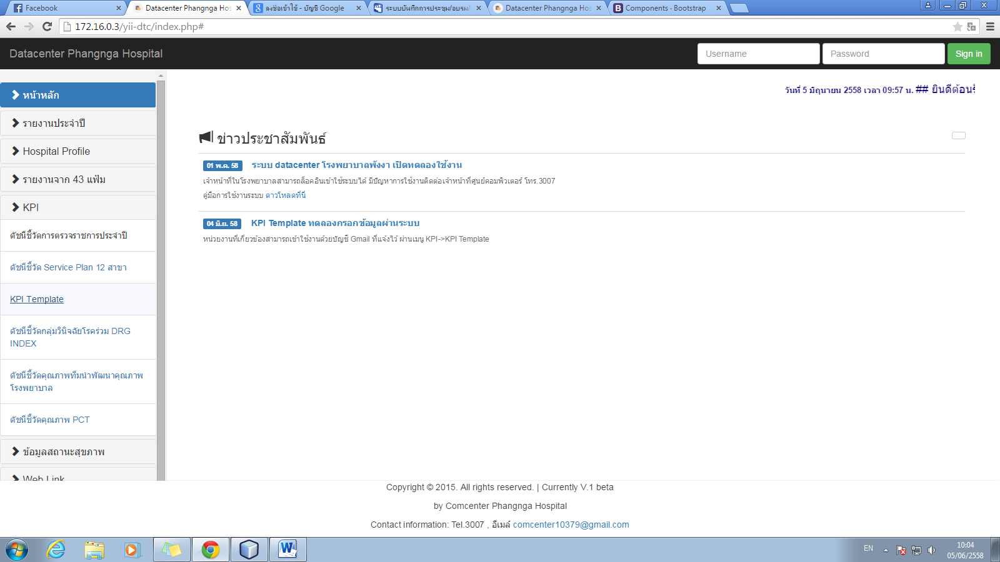 Facebook
Datacenter Phangnga Hos
ลงชื่อเข้าใช้ - บัญชี Google
ระบบบันทึกการประชุม/อบรม/
Datacenter Phangnga Hos
Components · Bootstrap
172.16.0.3/yii-dtc/index.php#
Datacenter Phangnga Hospital
Username
Password
Sign in
หน้าหลัก
รายงานประจำปี
Hospital Profile
รายงานจาก 43 แฟ้ม
KPI
ดัชนีชี้วัดการตรวจราชการประจำปี
ดัชนีชี้วัด Service Plan 12 สาขา
KPI Template
ดัชนีชี้วัดกลุ่มวินิจฉัยโรคร่วม DRG
INDEX
ดัชนีชี้วัดคุณภาพทีมนำพัฒนาคุณภาพ
โรงพยาบาล
ดัชนีชี้วัดคุณภาพ PCT
ข้อมูลสถานะสุขภาพ
Web Link
วันที่ 5 มิถุนายน 2558 เวลา 09:57 น. ## ยินดีต้อนรั
ข่าวประชาสัมพันธ์
01 พ.ค. 58 ระบบ datacenter โรงพยาบาลพังงา เปิดทดลองใช้งาน
เจ้าหน้าที่ในโรงพยาบาลสามารถล็อคอินเข้าใช้ระบบได้ มีปัญหาการใช้งานติดต่อเจ้าหน้าที่ศูนย์คอมพิวเตอร์ โทร.3007
คู่มือการใช้งานระบบ ดาวโหลดที่นี่
04 มิ.ย. 58 KPI Template ทดลองกรอกข้อมูลผ่านระบบ
หน่วยงานที่เกี่ยวข้องสามารถเข้าใช้งานด้วยบัญชี Gmail ที่แจ้งไว้ ผ่านเมนู KPI->KPI Template
Copyright © 2015. All rights reserved. | Currently V.1 beta
by Comcenter Phangnga Hospital
Contact information: Tel.3007 , อีเมล์ comcenter10379@gmail.com
EN
10:04
05/06/2558